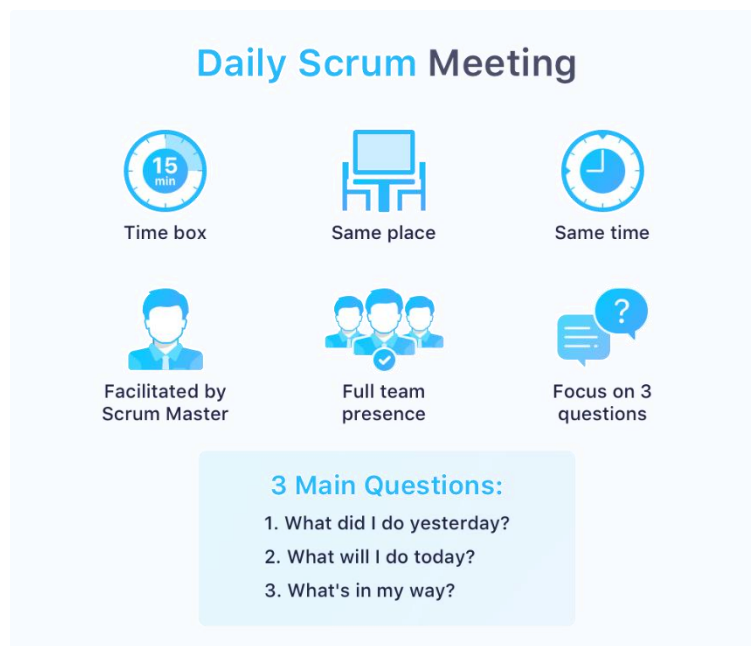 Daily Scrum Meeting
15
min
Time box
Same place
Same time
?
Facilitated by
Scrum Master
Full team
presence
Focus on 3
questions
3 Main Questions:
1. What did I do yesterday?
2. What will I do today?
3. What's in my way?